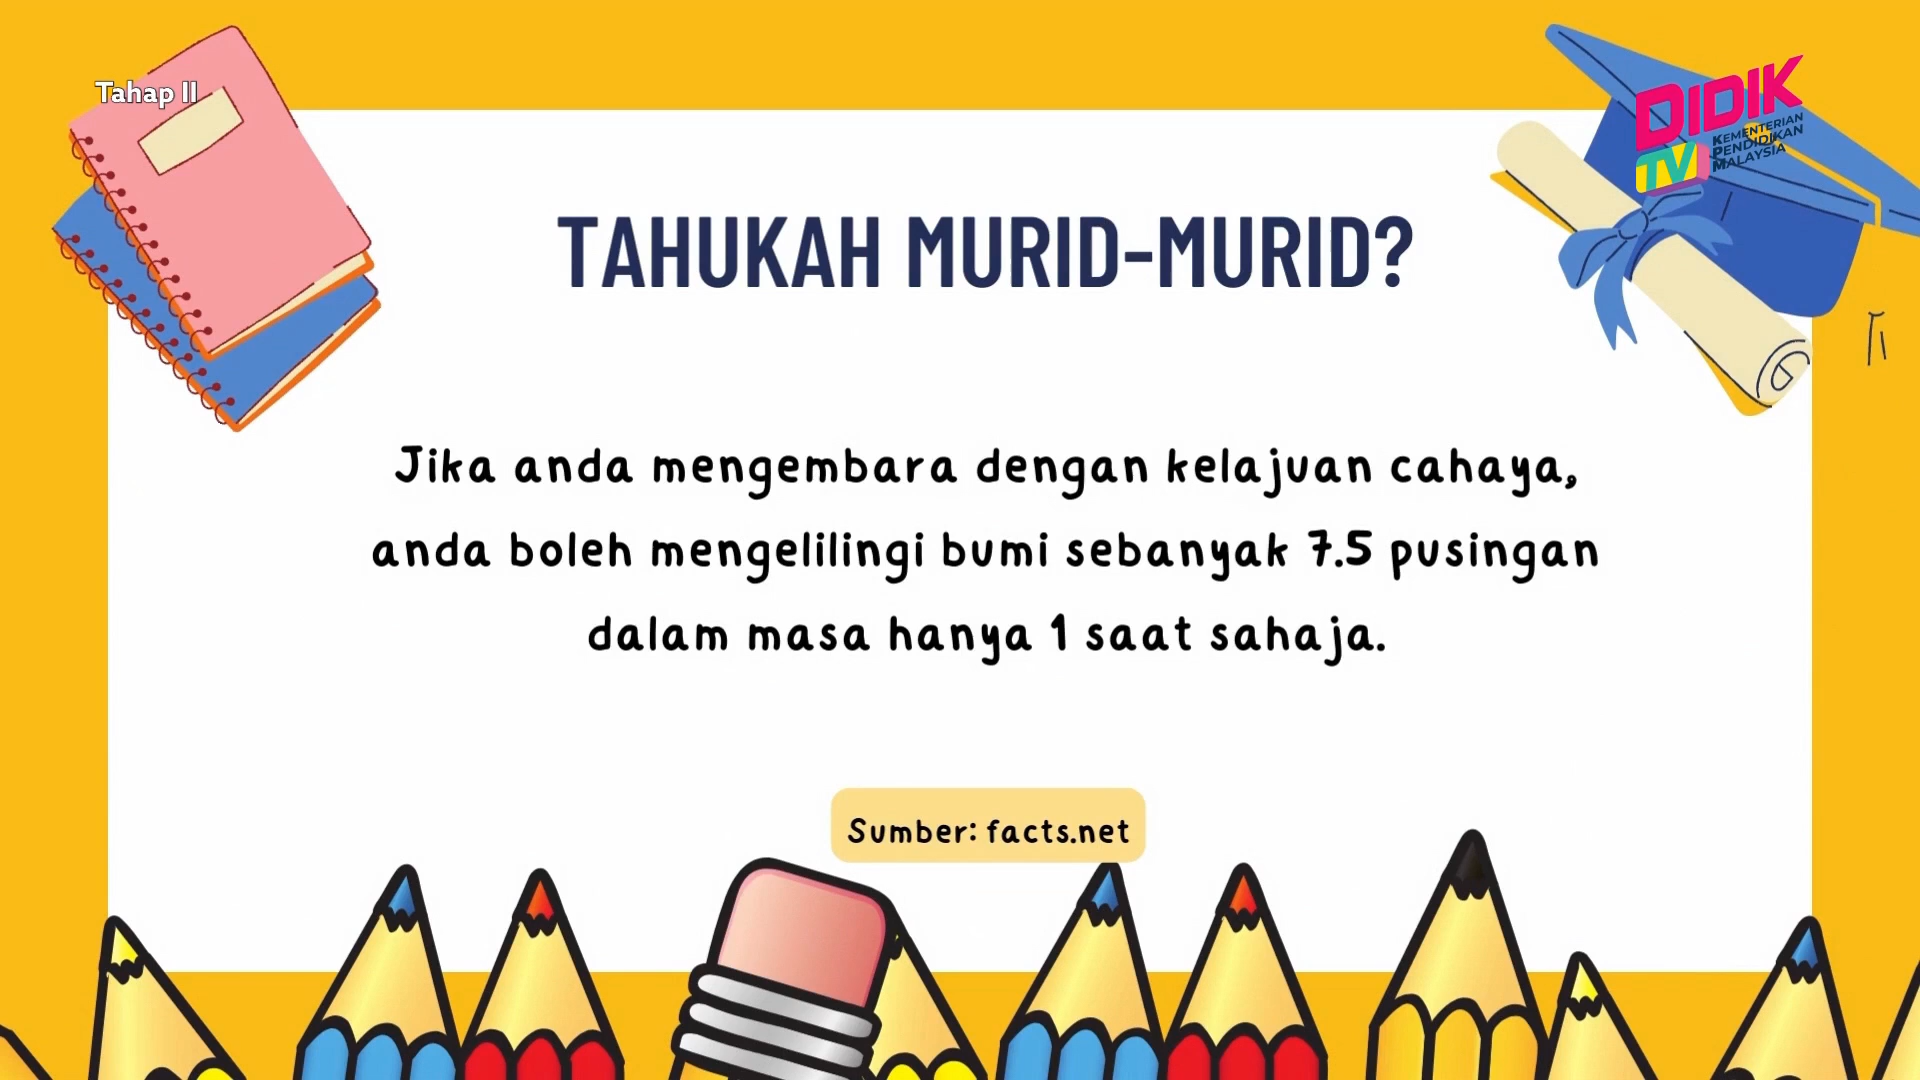 Tahap II
DIDIK
TV
KEMENTERIAN
PENDIDIKAN
MALAYSIA
TAHUKAH MURID-MURID?
Jika anda mengembara dengan kelajuan cahaya,
anda boleh mengelilingi bumi sebanyak 7.5 pusingan
dalam masa hanya 1 saat sahaja.
Sumber: facts.net